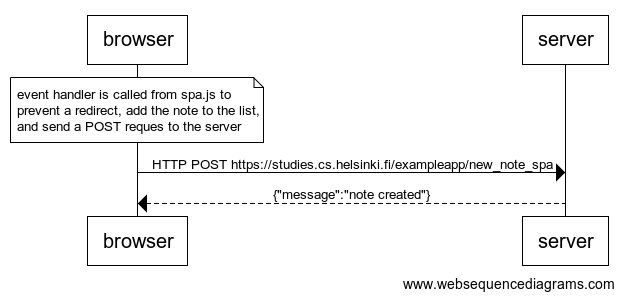 browser
server
event handler is called from spa.js to
prevent a redirect, add the note to the list,
and send a POST reques to the server
HTTP POST https://studies.cs.helsinki.fi/exampleapp/new_note_spa
{"message":"note created"}
browser
server
www.websequencediagrams.com